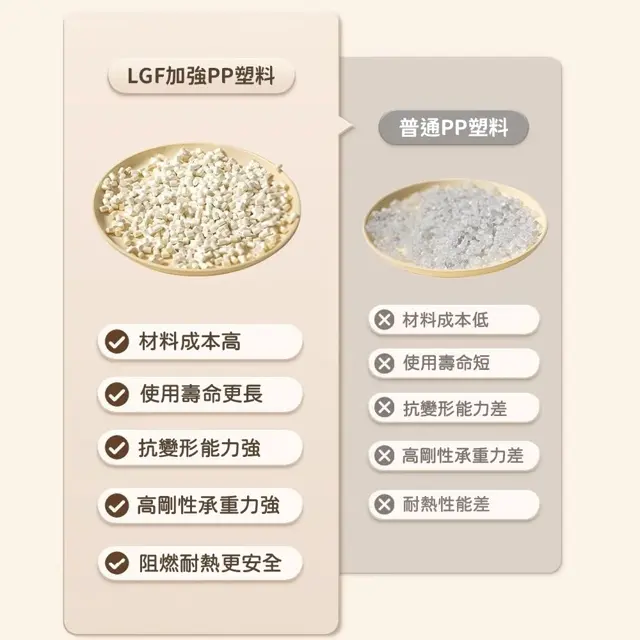 LGF加強PP塑料
材料成本高
使用壽命更長
抗變形能力強
高剛性承重力強
阻燃耐熱更安全
普通PP塑料
材料成本低
使用壽命短
抗變形能力差
高剛性承重力差
耐熱性能差